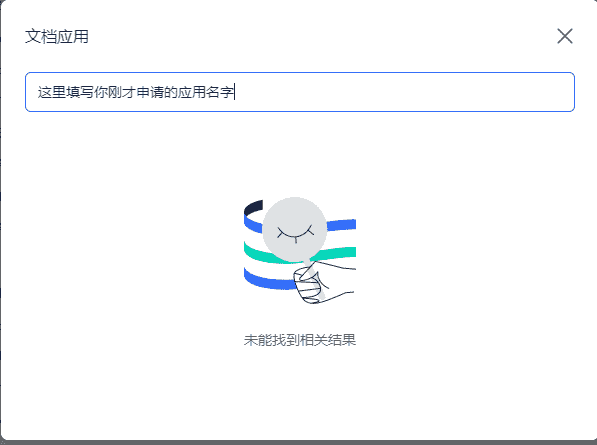 文档应用
这里填写你刚才申请的应用名字
未能找到相关结果